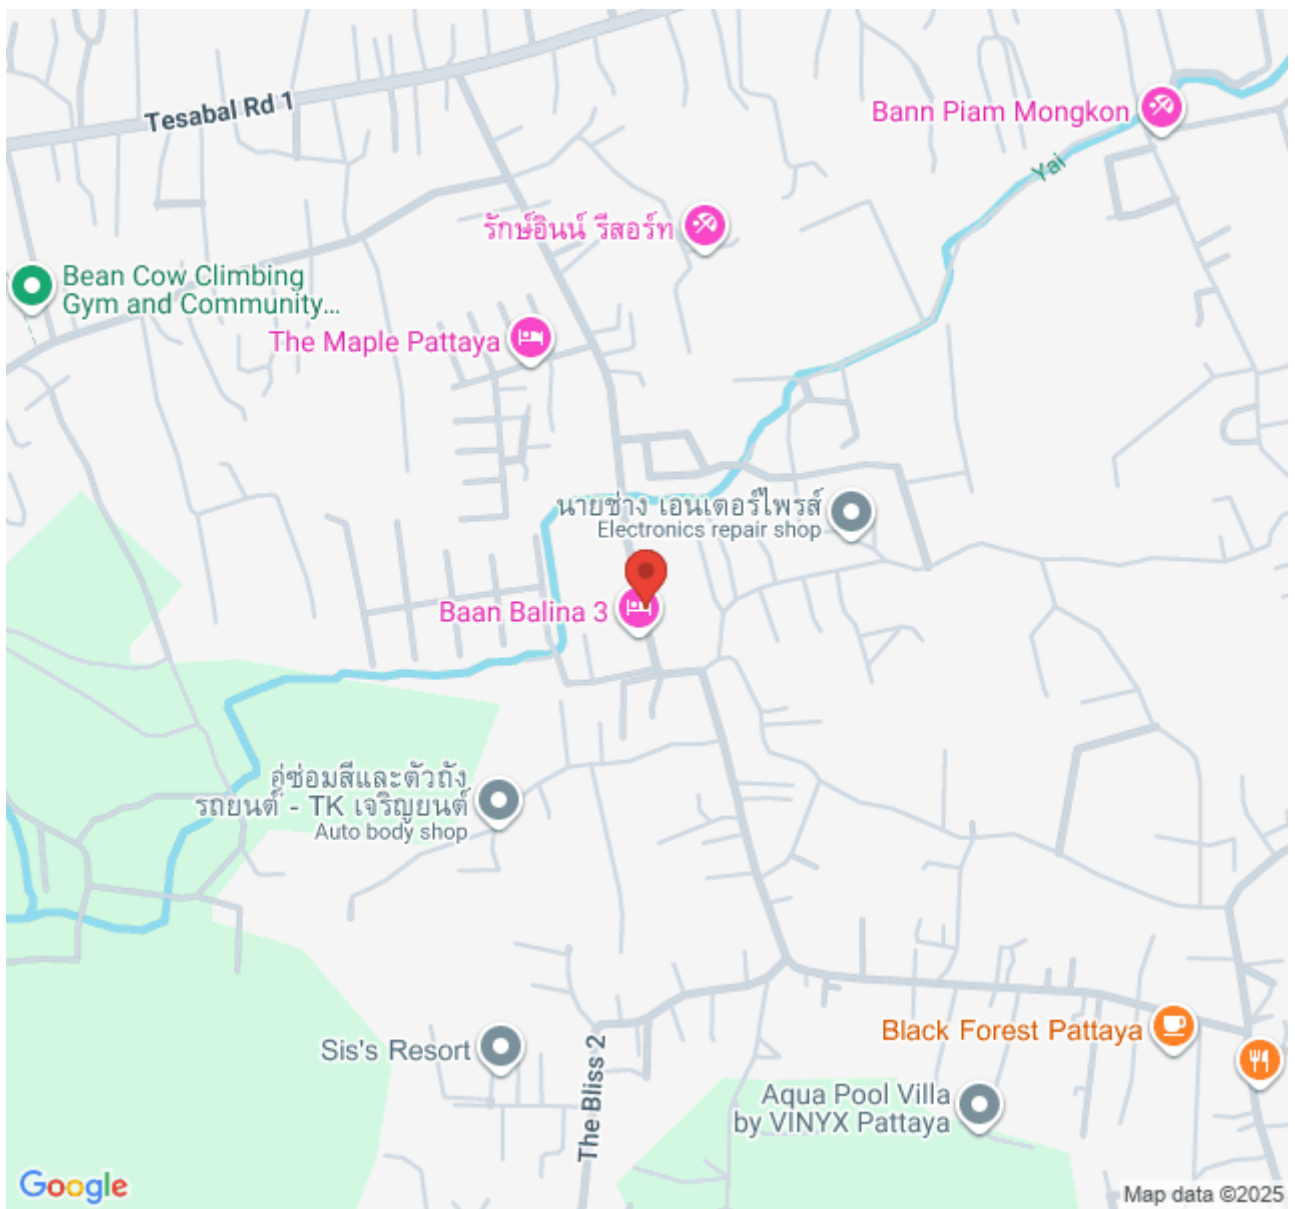 Tesabal Rd 1
Bann Piam Mongkon
Yai
รักษ์อินน์ รีสอร์ท
Bean Cow Climbing
Gym and Community...
The Maple Pattaya
นายช่าง เอนเตอร์ไพรส์
Electronics repair shop
Baan Balina 3
อู่ซ่อมสีและตัวถัง
รถยนต์ - TK เจริญยนต์
Auto body shop
Black Forest Pattaya
Sis's Resort
The Bliss 2
Aqua Pool Villa
by VINYX Pattaya
Google
Map data ©2025